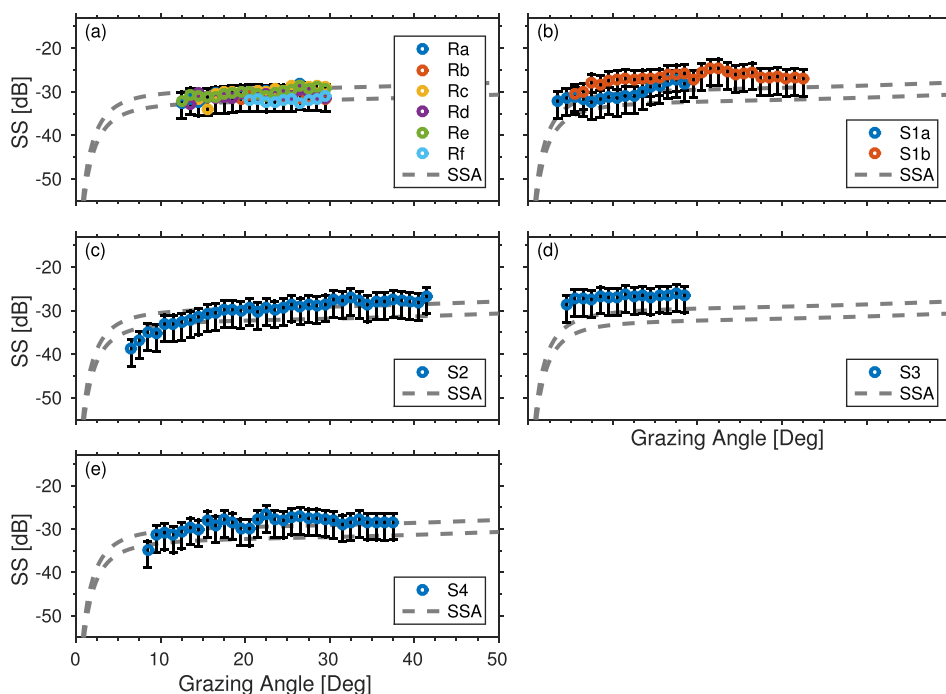 (a)
-20
-30
-40
-50
SS [dB]
Ra
Rb
Rc
Rd
Re
Rf
SSA
(b)
S1a
S1b
SSA
(c)
-20
-30
-40
-50
SS [dB]
S2
SSA
(d)
S3
SSA
Grazing Angle [Deg]
(e)
-20
-30
-40
-50
SS [dB]
S4
SSA
0 10 20 30 40 50
Grazing Angle [Deg]